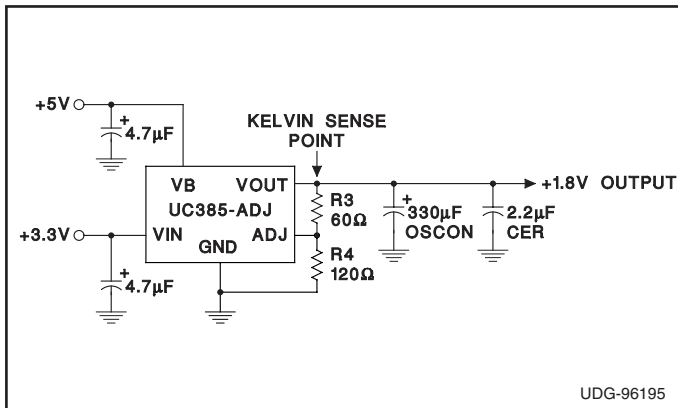 +5V
+
4.7µF
KELVIN SENSE
POINT
VB
VOUT
+1.8V OUTPUT
UC385-ADJ
R3
60Ω
+
330µF
OSCON
2.2µF
CER
+3.3V
VIN
ADJ
GND
R4
120Ω
+
4.7µF
UDG-96195